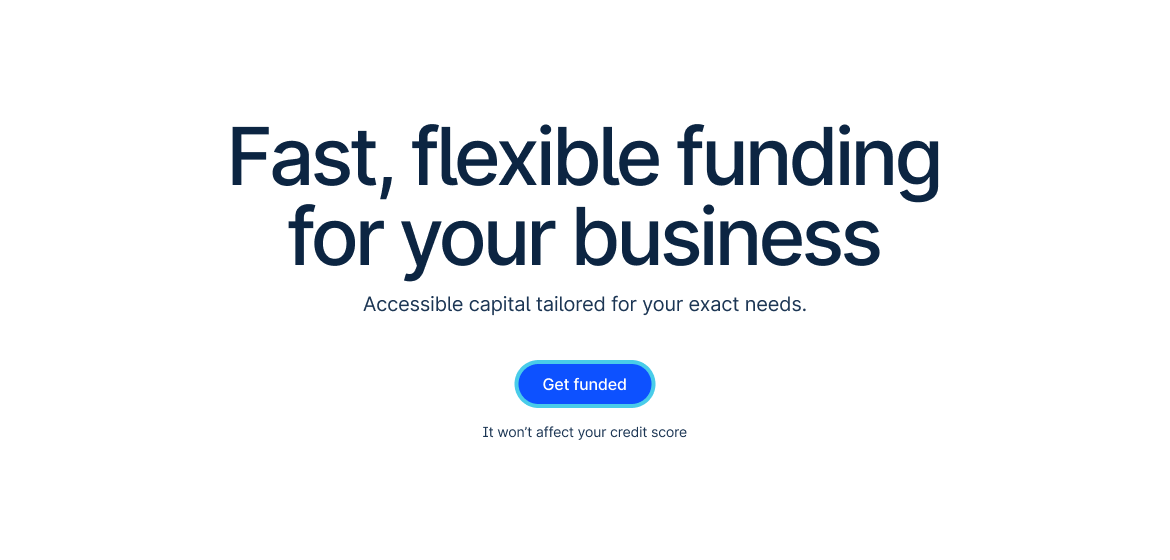 Fast, flexible funding
for your business
Accessible capital tailored for your exact needs.
Get funded
It won’t affect your credit score